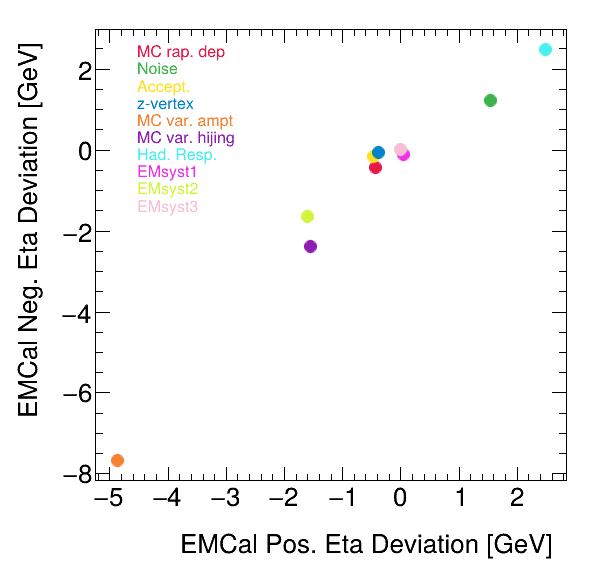 MC rap. dep
Noise
Accept.
z-vertex
MC var. ampt
MC var. hijing
Had. Resp.
EMsyst1
EMsyst2
EMsyst3
EMCal Neg. Eta Deviation [GeV]
2
0
−2
−4
−6
−8
−5 −4 −3 −2 −1 0 1 2
EMCal Pos. Eta Deviation [GeV]